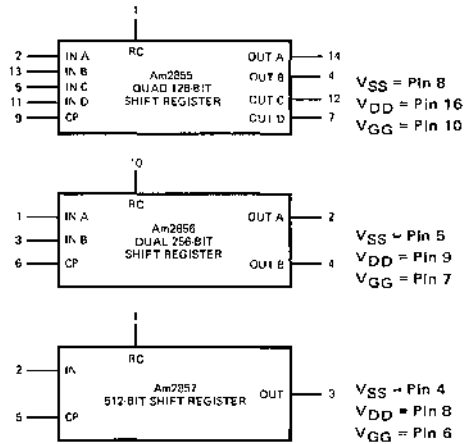 1
RC
2 IN A OUT A 14
13 IN B Am2855 OUT B 4
5 IN C QUAD 128-BIT OUT C 12
11 IN D SHIFT REGISTER OUT D 7
9 CP
VSS = Pin 8
VDD = Pin 16
VGG = Pin 10
10
RC
1 IN A OUT A 2
Am2856
3 IN B DUAL 256-BIT
SHIFT REGISTER
6 CP OUT B 4
VSS = Pin 5
VDD = Pin 9
VGG = Pin 7
1
RC
2 IN
Am2857 OUT 3
512-BIT SHIFT REGISTER
5 CP
VSS = Pin 4
VDD = Pin 8
VGG = Pin 6